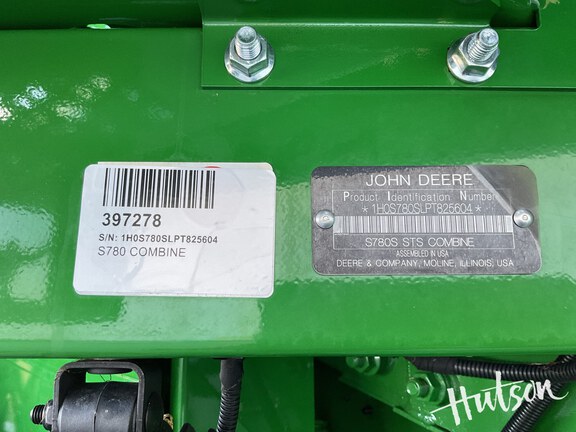 397278
S/N: 1H0S780SLPT825604
S780 COMBINE
JOHN DEERE
Product Identification Number
*1H0S780SLPT825604*
S780S STS COMBINE
ASSEMBLED IN USA
DEERE & COMPANY, MOLINE, ILLINOIS, USA
Hutson